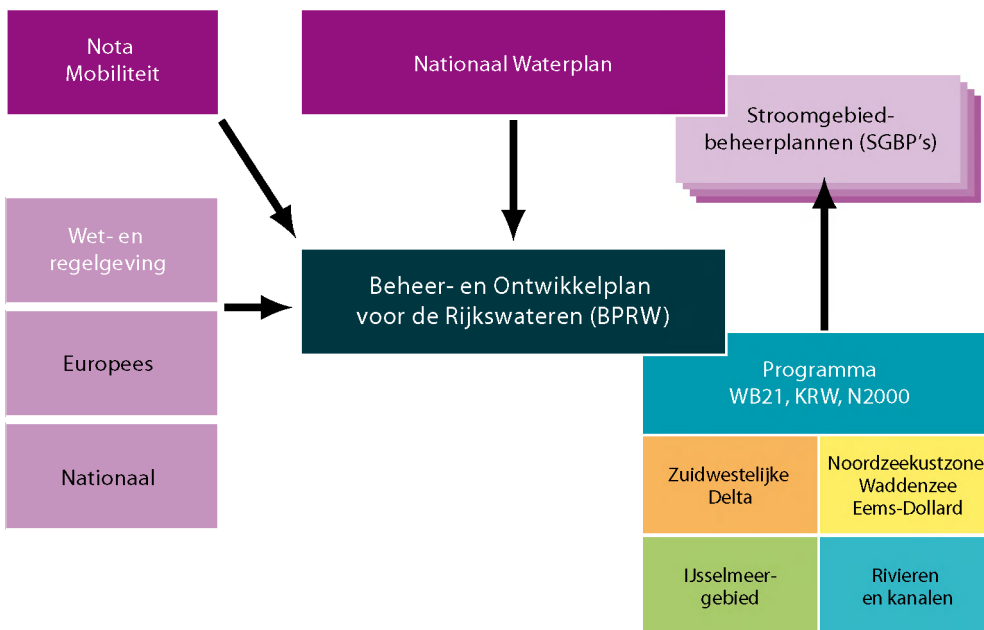 Nota
Mobiliteit
Nationaal Waterplan
Stroomgebied-
beheerplannen (SGBP's)
Wet- en
regelgeving
Europees
Nationaal
Beheer- en Ontwikkelplan
voor de Rijkswateren (BPRW)
Programma
WB21, KRW, N2000
Zuidwestelijke
Delta
Noordzeekustzone
Waddenzee
Eems-Dollard
IJsselmeer-
gebied
Rivieren
en kanalen